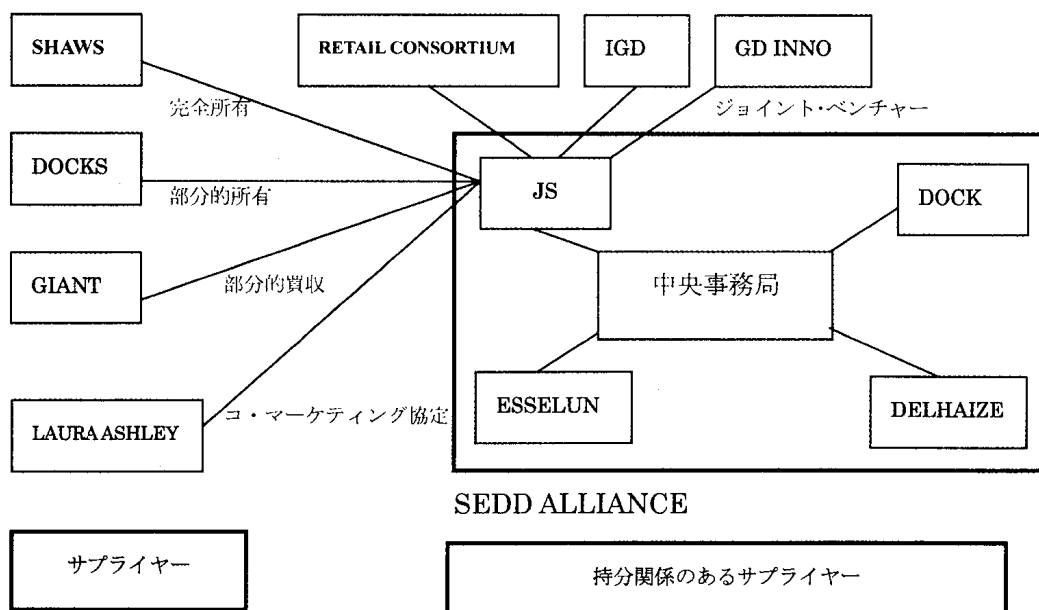 SHAWS
RETAIL CONSORTIUM
IGD
GD INNO
完全所有
ジョイント・ベンチャー
DOCKS
部分的所有
JS
DOCK
GIANT
部分的買収
中央事務局
LAURA ASHLEY
コ・マーケティング協定
ESSELUN
DELHAIZE
SEDD ALLIANCE
サプライヤー
持分関係のあるサプライヤー